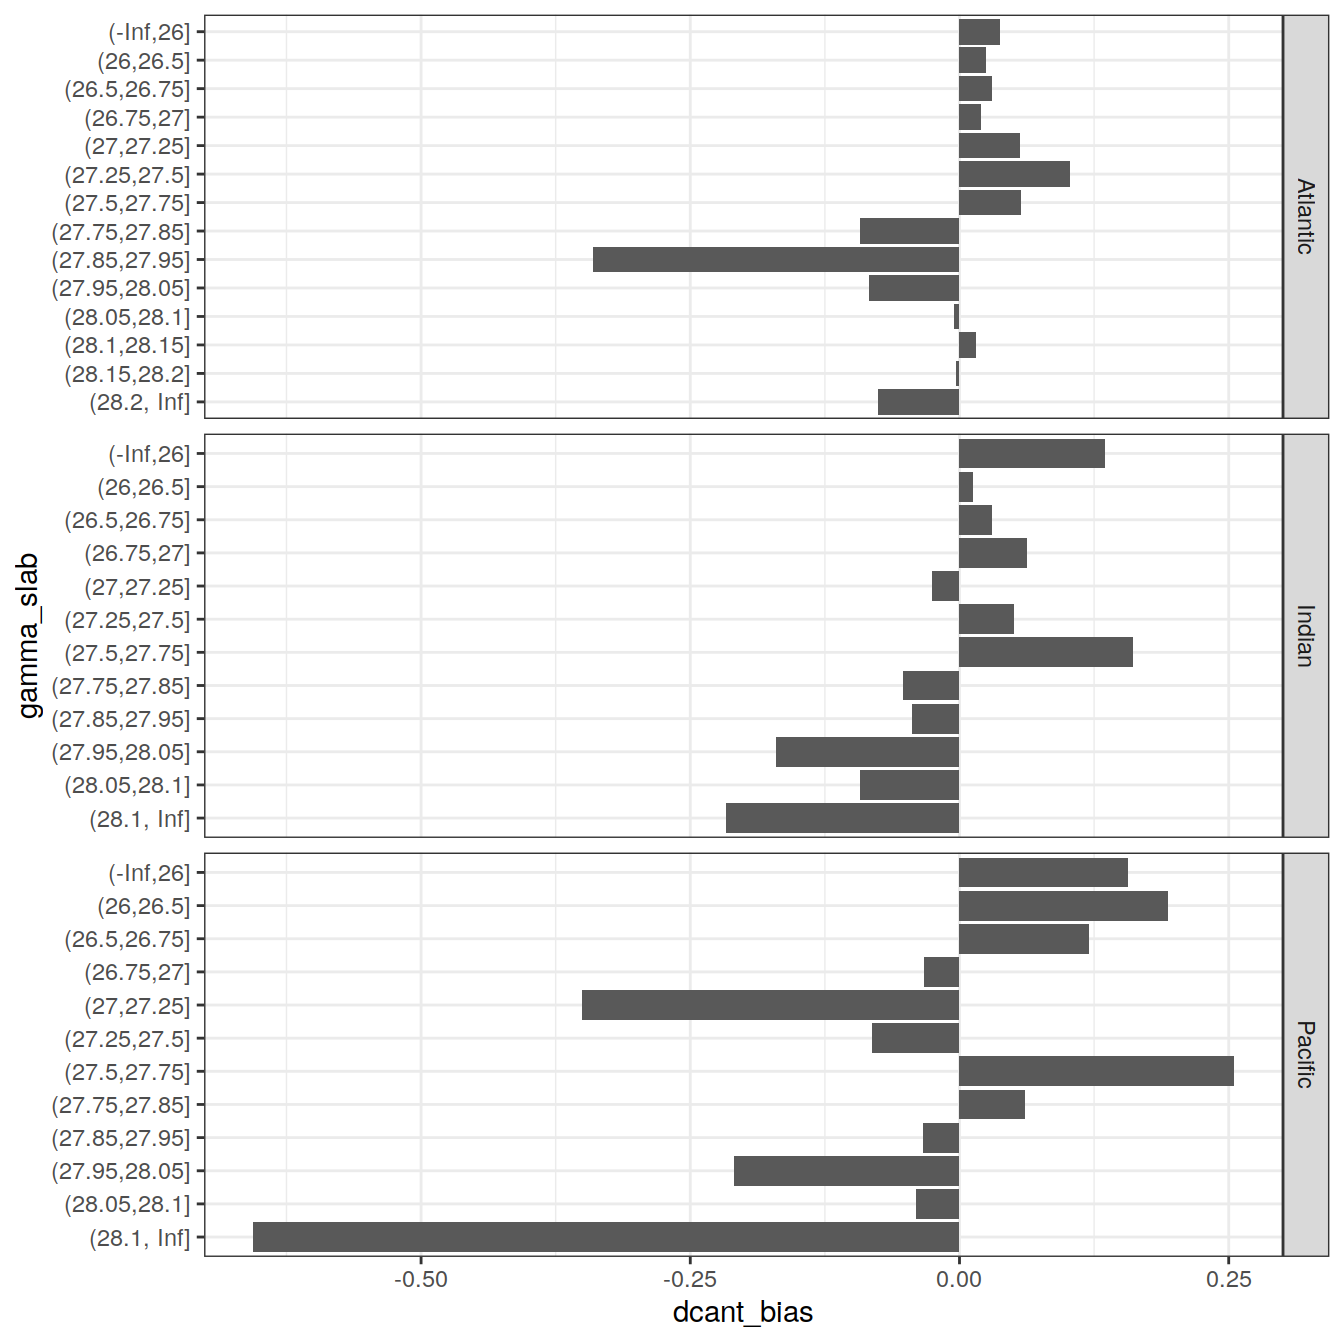 (-Inf,26]
(26,26.5]
(26.5,26.75]
(26.75,27]
(27,27.25]
(27.25,27.5]
(27.5,27.75]
(27.75,27.85]
(27.85,27.95]
(27.95,28.05]
(28.05,28.1]
(28.1,28.15]
(28.15,28.2]
(28.2, Inf]
Atlantic
(-Inf,26]
(26,26.5]
(26.5,26.75]
(26.75,27]
(27,27.25]
(27.25,27.5]
(27.5,27.75]
(27.75,27.85]
(27.85,27.95]
(27.95,28.05]
(28.05,28.1]
(28.1, Inf]
Indian
gamma_slab
(-Inf,26]
(26,26.5]
(26.5,26.75]
(26.75,27]
(27,27.25]
(27.25,27.5]
(27.5,27.75]
(27.75,27.85]
(27.85,27.95]
(27.95,28.05]
(28.05,28.1]
(28.1, Inf]
Pacific
-0.50 -0.25 0.00 0.25
dcant_bias